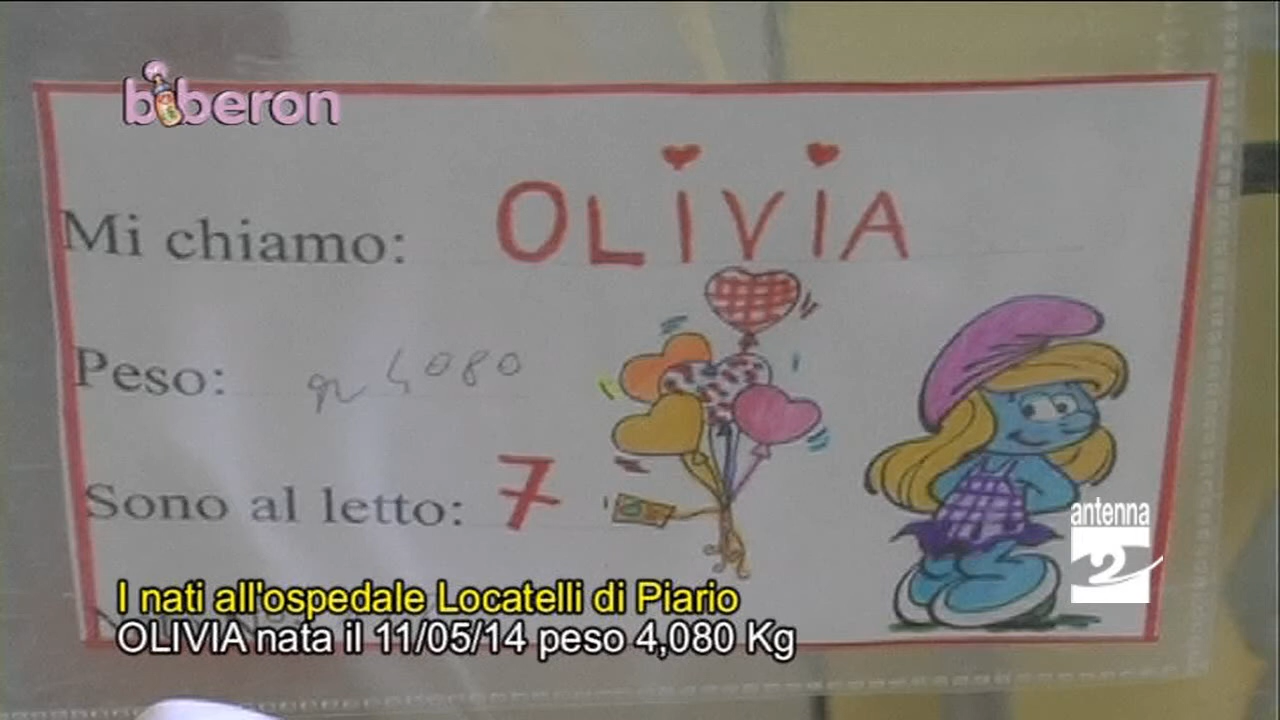 biberon
Mi chiamo: OLIVIA
Peso: gr 4080
Sono al letto: 7
antenna
2
I nati all'ospedale Locatelli di Piario
OLIVIA nata il 11/05/14 peso 4,080 Kg